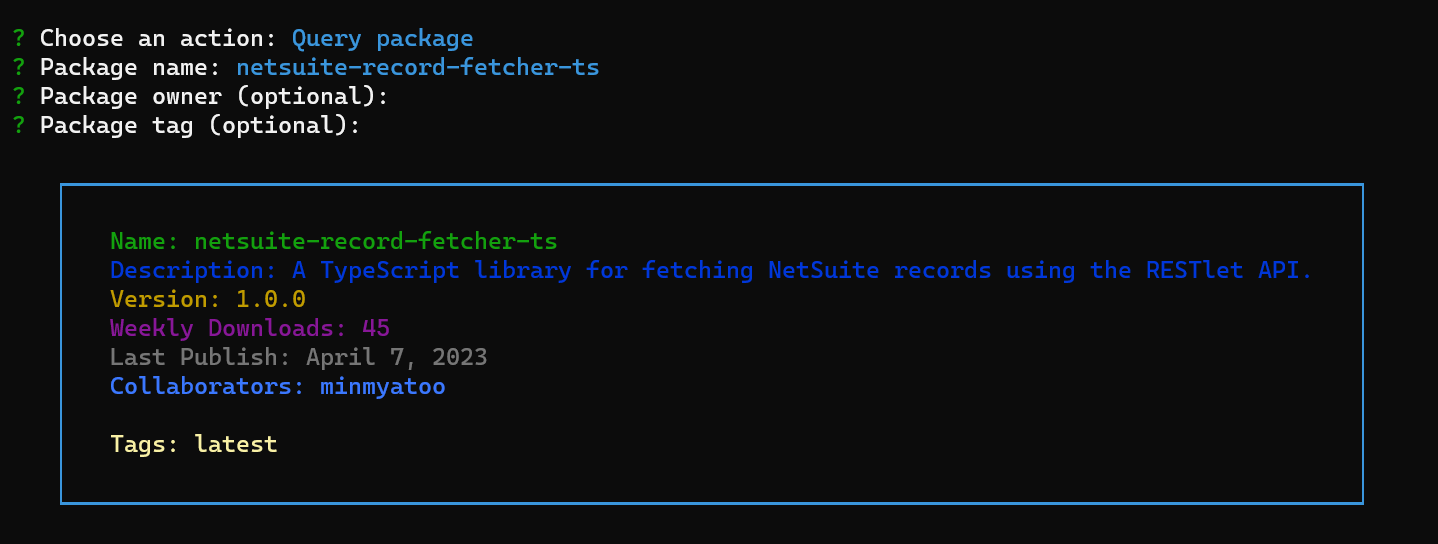 ? Choose an action: Query package
? Package name: netsuite-record-fetcher-ts
? Package owner (optional):
? Package tag (optional):
Name: netsuite-record-fetcher-ts
Description: A TypeScript library for fetching NetSuite records using the RESTlet API.
Version: 1.0.0
Weekly Downloads: 45
Last Publish: April 7, 2023
Collaborators: minmyatoo
Tags: latest